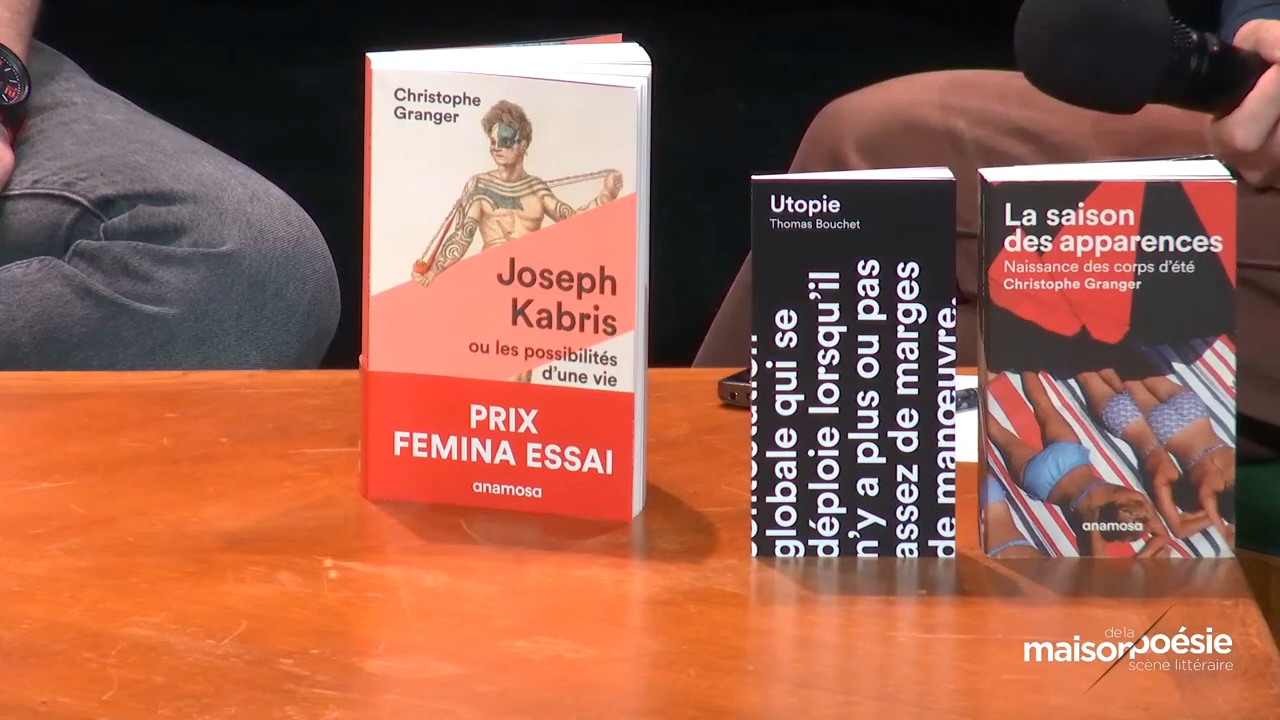 Christophe
Granger
Joseph
Kabris
ou les possibilités
d'une vie
PRIX
FEMINA ESSAI
anamosa
Utopie
Thomas Bouchet
globale qui se
déploie lorsqu'il
n'y a plus ou pas
assez de marges
de manœuvre.
La saison
des apparences
Naissance des corps d'été
Christophe Granger
anamosa
maison de la poésie
scène littéraire